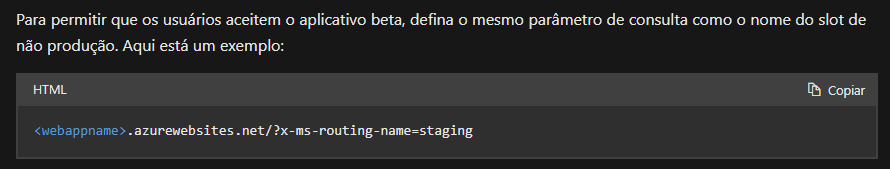 Para permitir que os usuários aceitem o aplicativo beta, defina o mesmo parâmetro de consulta como o nome do slot de
não produção. Aqui está um exemplo:
HTML
Copiar
<webappname>.azurewebsites.net/?x-ms-routing-name=staging